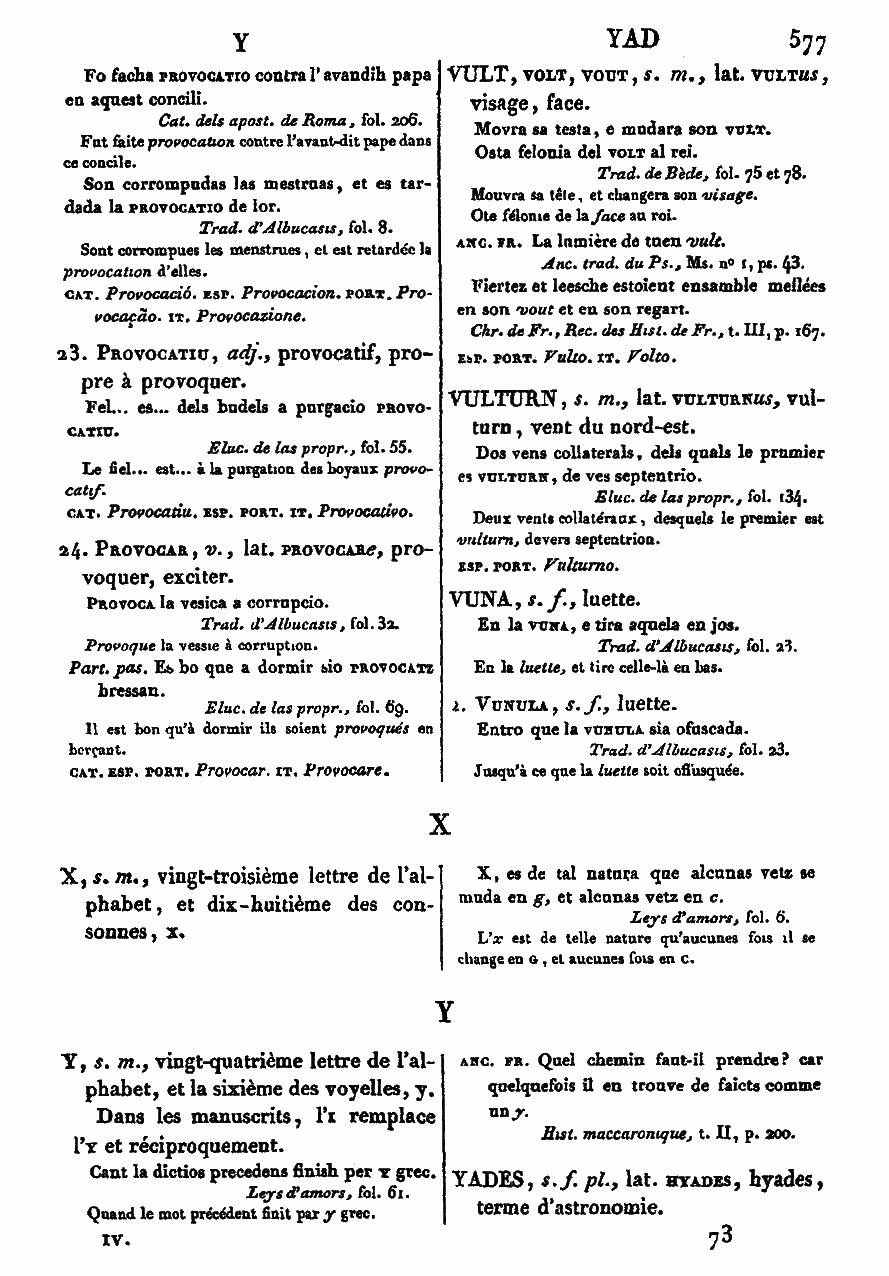 Y
YAD 577
Fo facha PROVOCATIO contra l'avandih papa
en aquest concili.
Cat. dels apost. de Roma, fol. 206.
Fut faite provocation contre l'avant-dit pape dans
ce concile.
Son corrompudas las mestruas, et es tar-
dada la PROVOCATIO de lor.
Trad. d'Albucasis, fol. 8.
Sont corrompues les menstrues, et est retardée la
provocation d'elles.
CAT. Provocació. ESP. Provocacion. PORT. Pro-
vocação. IT. Provocazione.
23. PROVOCATIU, adj., provocatif, pro-
pre à provoquer.
Fel... es... dels budels a purgacio PROVO-
CATIU.
Eluc. de las propr., fol. 55.
Le fiel... est... à la purgation des boyaux provo-
catif.
CAT. Provocatiu. ESP. PORT. IT. Provocativo.
24. PROVOCAR, v., lat. PROVOCARe, pro-
voquer, exciter.
PROVOCA la vesica a corrupcio.
Trad. d'Albucasis, fol. 32.
Provoque la vessie à corruption.
Part. pas. Es bo que a dormir sio PROVOCATZ
bressan.
Eluc. de las propr., fol. 69.
Il est bon qu'à dormir ils soient provoqués en
berçant.
CAT. ESP. PORT. Provocar. IT. Provocare.
VULT, VOLT, VOUT, s. m., lat. VULTus,
visage, face.
Movra sa testa, e mudara son VULT.
Osta felonia del VOLT al rei.
Trad. de Bède, fol. 75 et 78.
Mouvra sa tête, et changera son visage.
Ote félonie de la face au roi.
ANC. FR. La lumière de tuen vult.
Anc. trad. du Ps., Ms. nº 1, ps. 43.
Fiertez et leesche estoient ensamble mellées
en son vout et en son regart.
Chr. de Fr., Rec. des Hist. de Fr., t. III, p. 167.
ESP. PORT. Vulto. IT. Volto.
VULTURN, s. m., lat. VULTURNus, vul-
turn, vent du nord-est.
Dos vens collaterals, dels quals le prumier
es VULTURN, de ves septentrio.
Eluc. de las propr., fol. 134.
Deux vents collatéraux, desquels le premier est
vulturn, devers septentrion.
ESP. PORT. Vulturno.
VUNA, s. f., luette.
En la VUNA, e tira aquela en jos.
Trad. d'Albucasis, fol. 23.
En la luette, et tire celle-là en bas.
2. VUNULA, s. f., luette.
Entro que la VUNULA sia ofuscada.
Trad. d'Albucasis, fol. 23.
Jusqu'à ce que la luette soit offusquée.
X
X, s. m., vingt-troisième lettre de l'al-
phabet, et dix-huitième des con-
sonnes, x.
X, es de tal natura que alcunas vetz se
muda en g, et alcunas vetz en c.
Leys d'amors, fol. 6.
L'x est de telle nature qu'aucunes fois il se
change en G, et aucunes fois en C.
Y
Y, s. m., vingt-quatrième lettre de l'al-
phabet, et la sixième des voyelles, y.
Dans les manuscrits, l'I remplace
l'Y et réciproquement.
Cant la dictios precedens finish per Y grec.
Leys d'amors, fol. 61.
Quand le mot précédent finit par y grec.
IV.
ANC. FR. Quel chemin faut-il prendre? car
quelquefois il en trouve de faicts comme
un y.
Hist. maccaronique, t. II, p. 200.
YADES, s. f. pl., lat. HYADES, hyades,
terme d'astronomie.
73